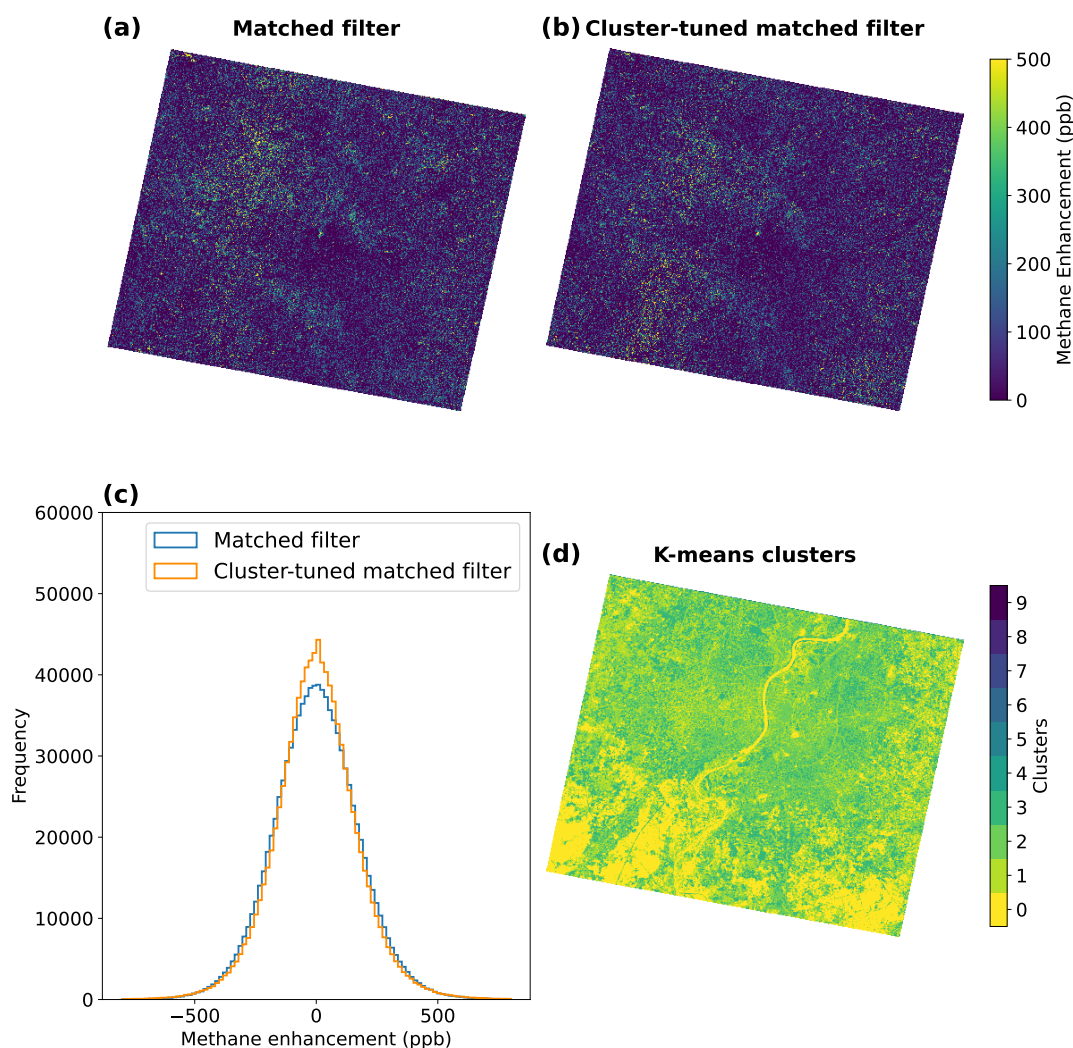 (a) Matched filter
(b) Cluster-tuned matched filter
500
400
300
200
100
0
Methane Enhancement (ppb)
(c)
60000
50000
40000
30000
20000
10000
0
Frequency
Matched filter
Cluster-tuned matched filter
−500 0 500
Methane enhancement (ppb)
(d) K-means clusters
9
8
7
6
5
4
3
2
1
0
Clusters